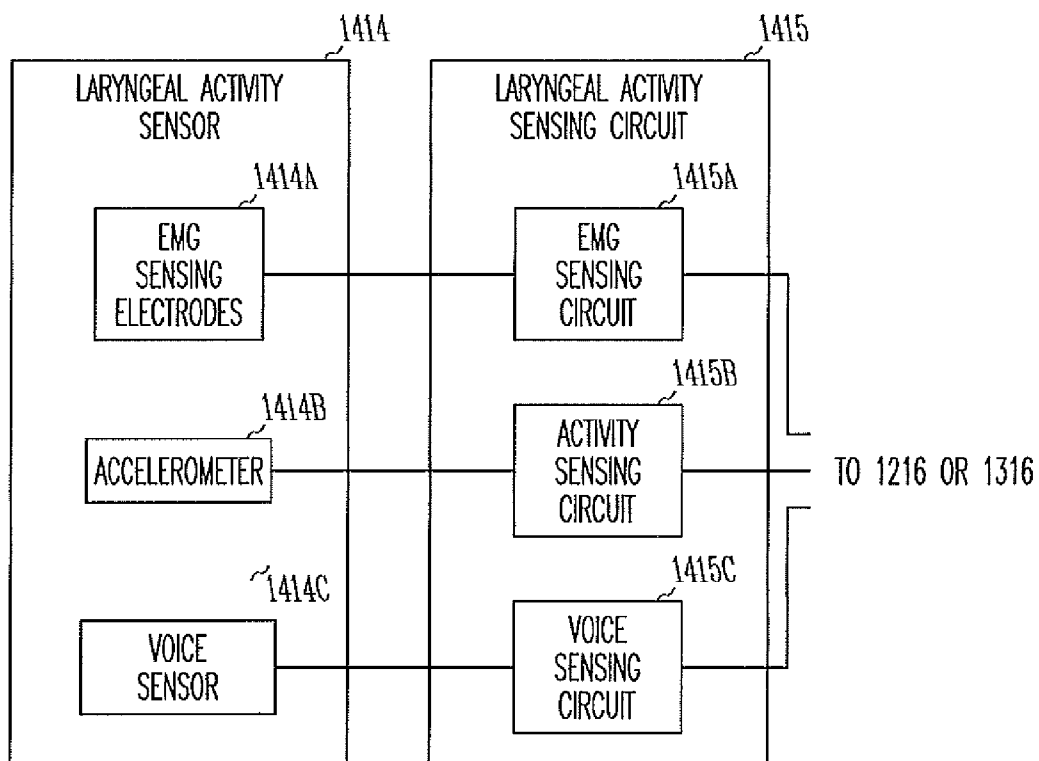 1414
LARYNGEAL ACTIVITY
SENSOR
1414A
EMG
SENSING
ELECTRODES
1414B
ACCELEROMETER
1414C
VOICE
SENSOR
1415
LARYNGEAL ACTIVITY
SENSING CIRCUIT
1415A
EMG
SENSING
CIRCUIT
1415B
ACTIVITY
SENSING
CIRCUIT
1415C
VOICE
SENSING
CIRCUIT
TO 1216 OR 1316